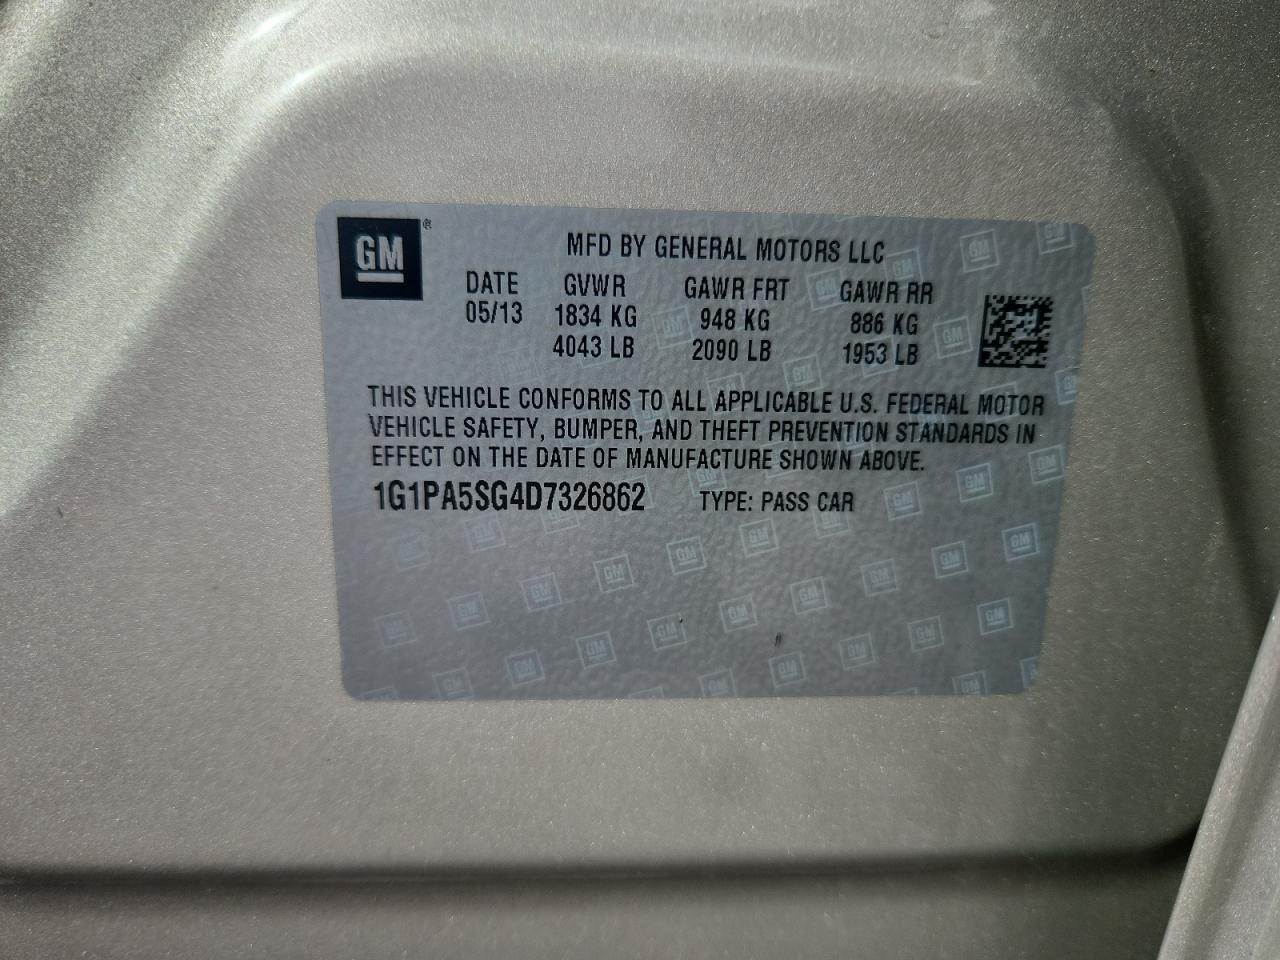 GM ®
MFD BY GENERAL MOTORS LLC
DATE GVWR GAWR FRT GAWR RR
05/13 1834 KG 948 KG 886 KG
4043 LB 2090 LB 1953 LB
THIS VEHICLE CONFORMS TO ALL APPLICABLE U.S. FEDERAL MOTOR
VEHICLE SAFETY, BUMPER, AND THEFT PREVENTION STANDARDS IN
EFFECT ON THE DATE OF MANUFACTURE SHOWN ABOVE.
1G1PA5SG4D7326862 TYPE: PASS CAR